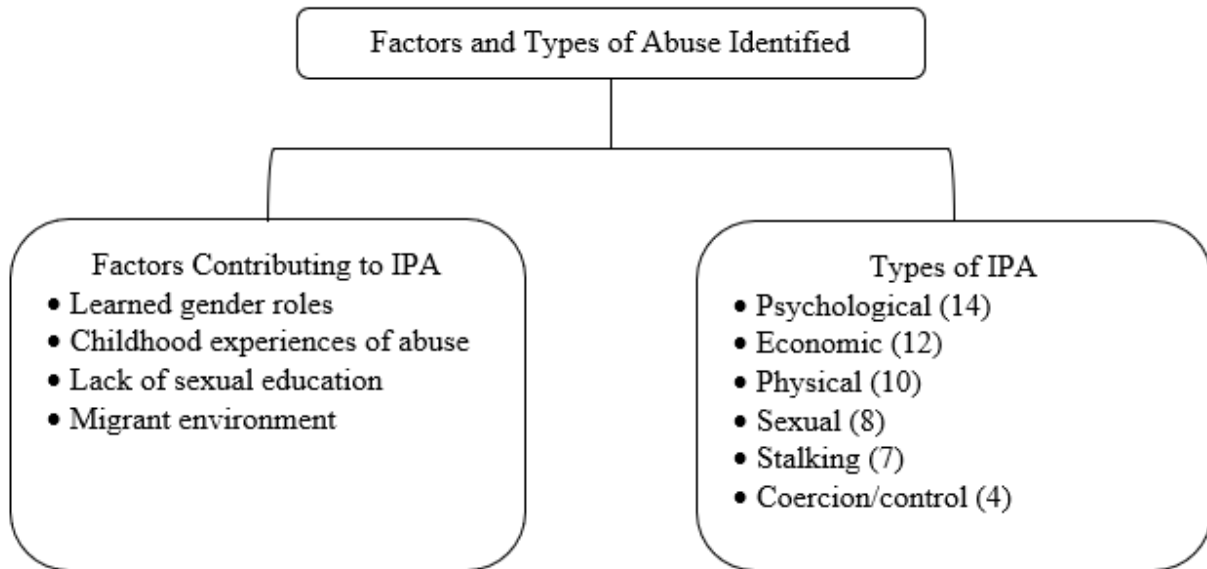 Factors and Types of Abuse Identified
Factors Contributing to IPA
• Learned gender roles
• Childhood experiences of abuse
• Lack of sexual education
• Migrant environment
Types of IPA
• Psychological (14)
• Economic (12)
• Physical (10)
• Sexual (8)
• Stalking (7)
• Coercion/control (4)